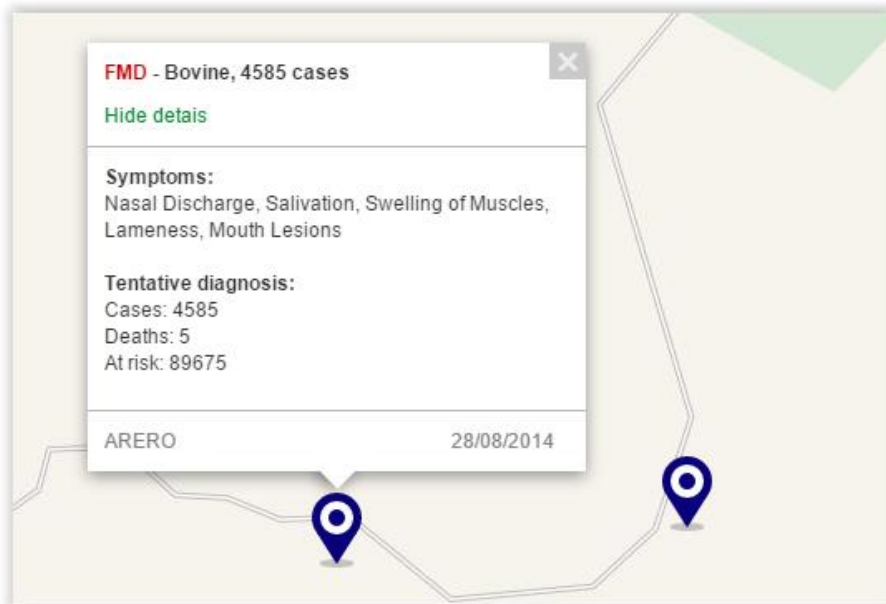 FMD - Bovine, 4585 cases
Hide detais
Symptoms:
Nasal Discharge, Salivation, Swelling of Muscles,
Lameness, Mouth Lesions
Tentative diagnosis:
Cases: 4585
Deaths: 5
At risk: 89675
ARERO 28/08/2014